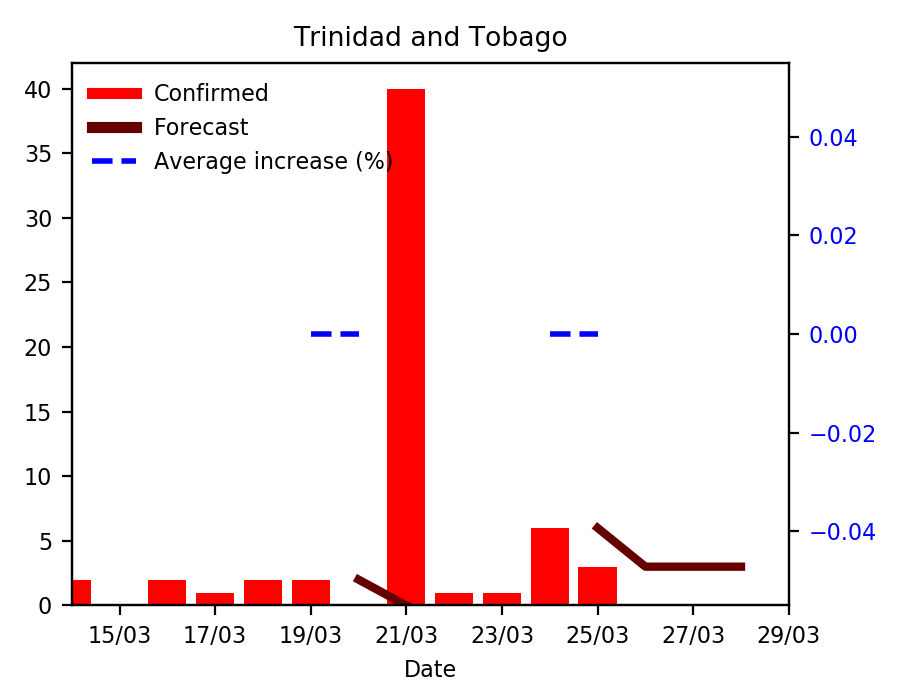 Trinidad and Tobago
Confirmed
Forecast
Average increase (%)
40
35
30
25
20
15
10
5
0
0.04
0.02
0.00
−0.02
−0.04
15/03 17/03 19/03 21/03 23/03 25/03 27/03 29/03
Date